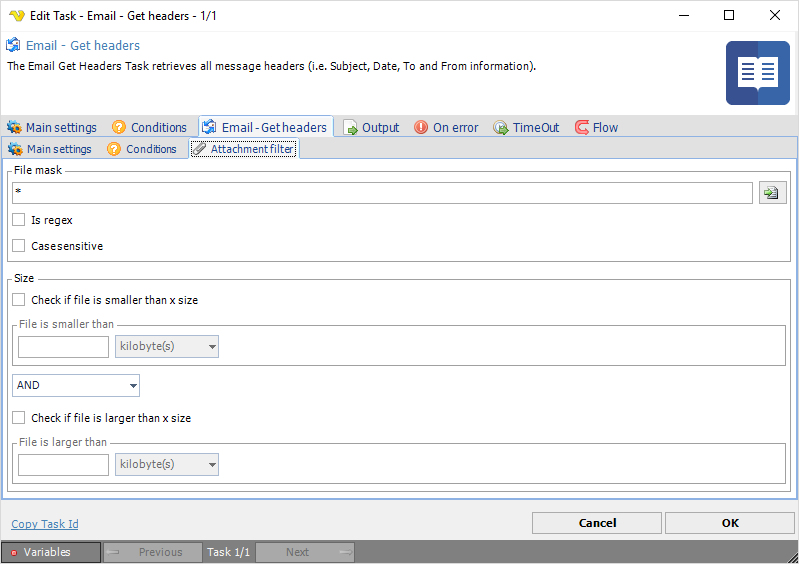 Edit Task - Email - Get headers - 1/1
Email - Get headers
The Email Get Headers Task retrieves all message headers (i.e. Subject, Date, To and From information).
Main settings Conditions Email - Get headers Output On error TimeOut Flow
Main settings Conditions Attachment filter
File mask
*
Is regex
Casesensitive
Size
Check if file is smaller than x size
File is smaller than
kilobyte(s)
AND
Check if file is larger than x size
File is larger than
kilobyte(s)
Copy Task Id
Cancel OK
Variables Previous Task 1/1 Next